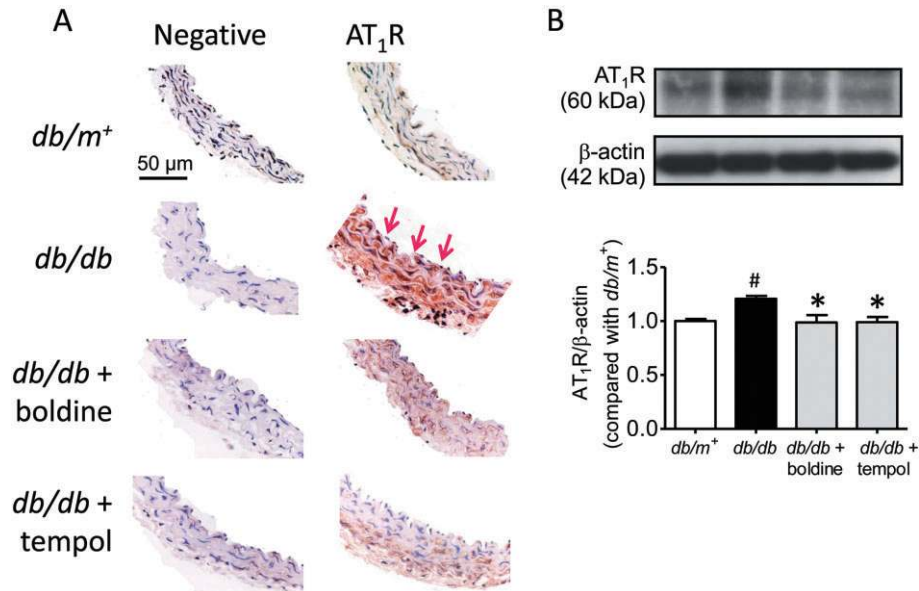 A
Negative
AT₁R
db/m⁺
50 µm
db/db
db/db +
boldine
db/db +
tempol
B
AT₁R
(60 kDa)
β-actin
(42 kDa)
AT₁R/β-actin
(compared with db/m⁺)
1.5
1.0
0.5
0.0
#
*
*
db/m⁺
db/db
db/db +
boldine
db/db +
tempol